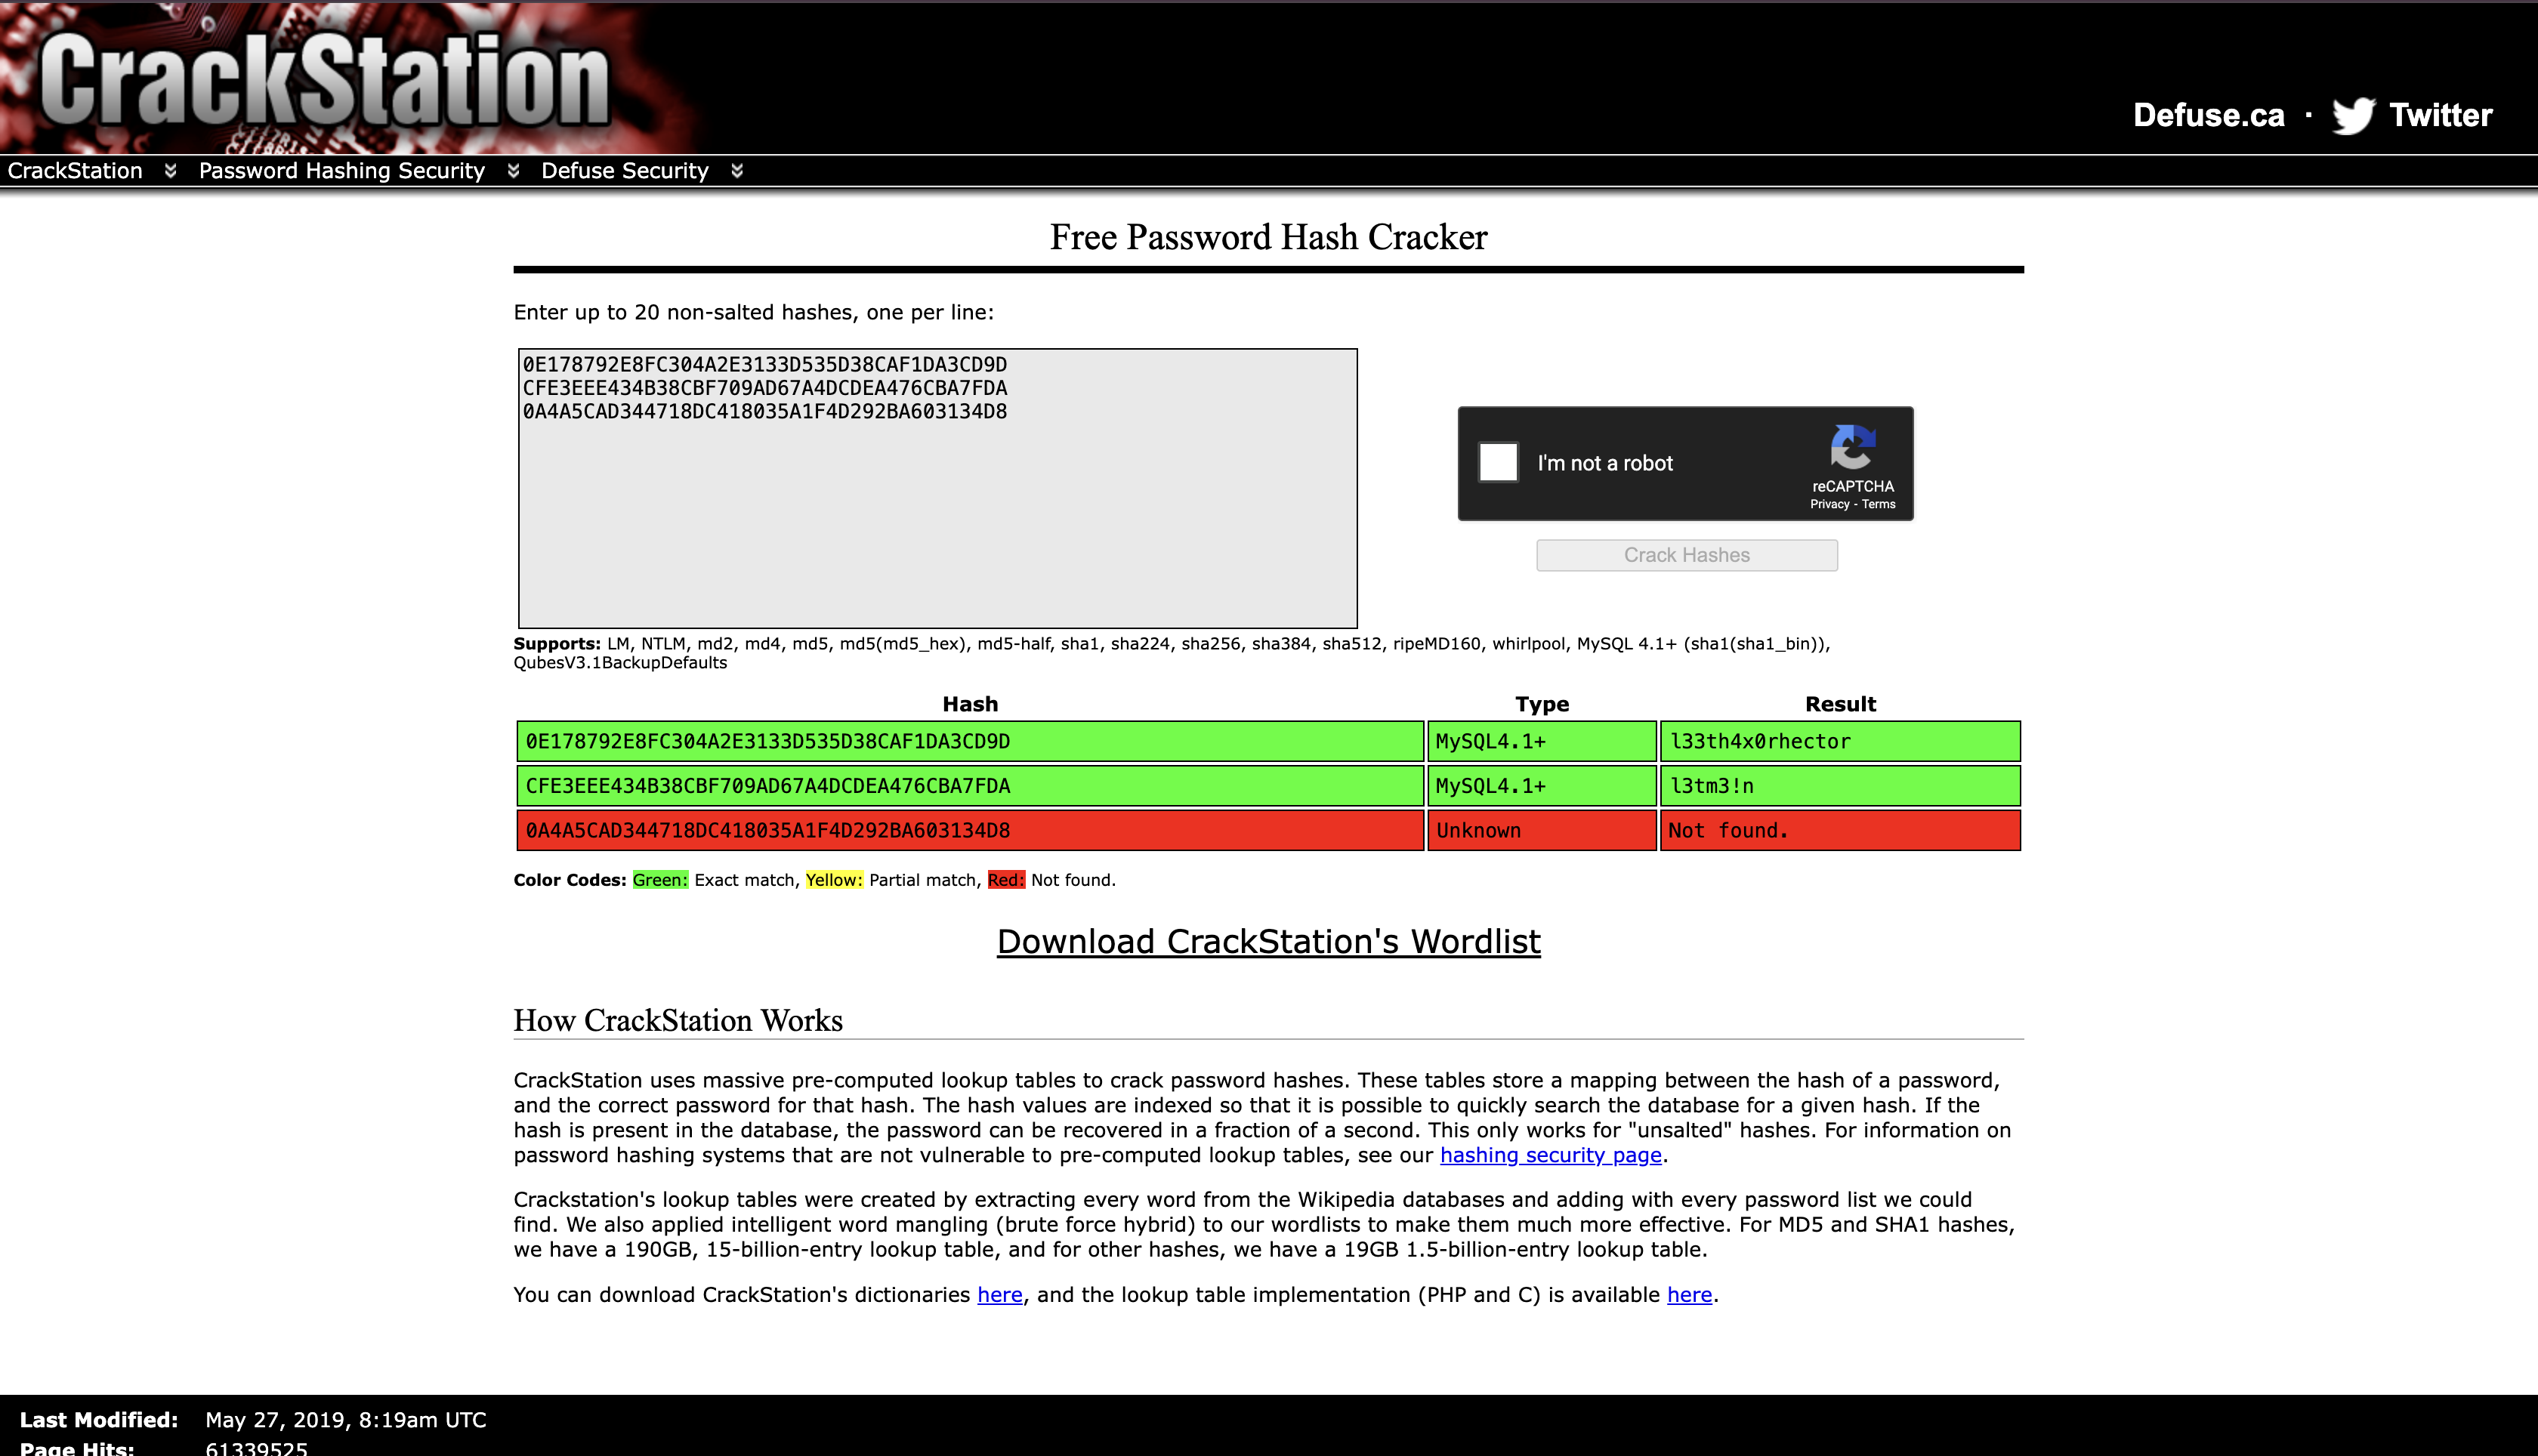 CrackStation
Defuse.ca · Twitter
CrackStation Password Hashing Security Defuse Security
Free Password Hash Cracker
Enter up to 20 non-salted hashes, one per line:
0E178792E8FC304A2E3133D535D38CAF1DA3CD9D
CFE3EEE434B38CBF709AD67A4DCDEA476CBA7FDA
0A4A5CAD344718DC418035A1F4D292BA603134D8
I'm not a robot
reCAPTCHA
Privacy - Terms
Crack Hashes
Supports: LM, NTLM, md2, md4, md5, md5(md5_hex), md5-half, sha1, sha224, sha256, sha384, sha512, ripeMD160, whirlpool, MySQL 4.1+ (sha1(sha1_bin)),
QubesV3.1BackupDefaults
Hash Type Result
0E178792E8FC304A2E3133D535D38CAF1DA3CD9D MySQL4.1+ l33th4x0rhector
CFE3EEE434B38CBF709AD67A4DCDEA476CBA7FDA MySQL4.1+ l3tm3!n
0A4A5CAD344718DC418035A1F4D292BA603134D8 Unknown Not found.
Color Codes: Green: Exact match, Yellow: Partial match, Red: Not found.
Download CrackStation's Wordlist
How CrackStation Works
CrackStation uses massive pre-computed lookup tables to crack password hashes. These tables store a mapping between the hash of a password,
and the correct password for that hash. The hash values are indexed so that it is possible to quickly search the database for a given hash. If the
hash is present in the database, the password can be recovered in a fraction of a second. This only works for "unsalted" hashes. For information on
password hashing systems that are not vulnerable to pre-computed lookup tables, see our hashing security page.
Crackstation's lookup tables were created by extracting every word from the Wikipedia databases and adding with every password list we could
find. We also applied intelligent word mangling (brute force hybrid) to our wordlists to make them much more effective. For MD5 and SHA1 hashes,
we have a 190GB, 15-billion-entry lookup table, and for other hashes, we have a 19GB 1.5-billion-entry lookup table.
You can download CrackStation's dictionaries here, and the lookup table implementation (PHP and C) is available here.
Last Modified: May 27, 2019, 8:19am UTC
Page Hits: 61339525